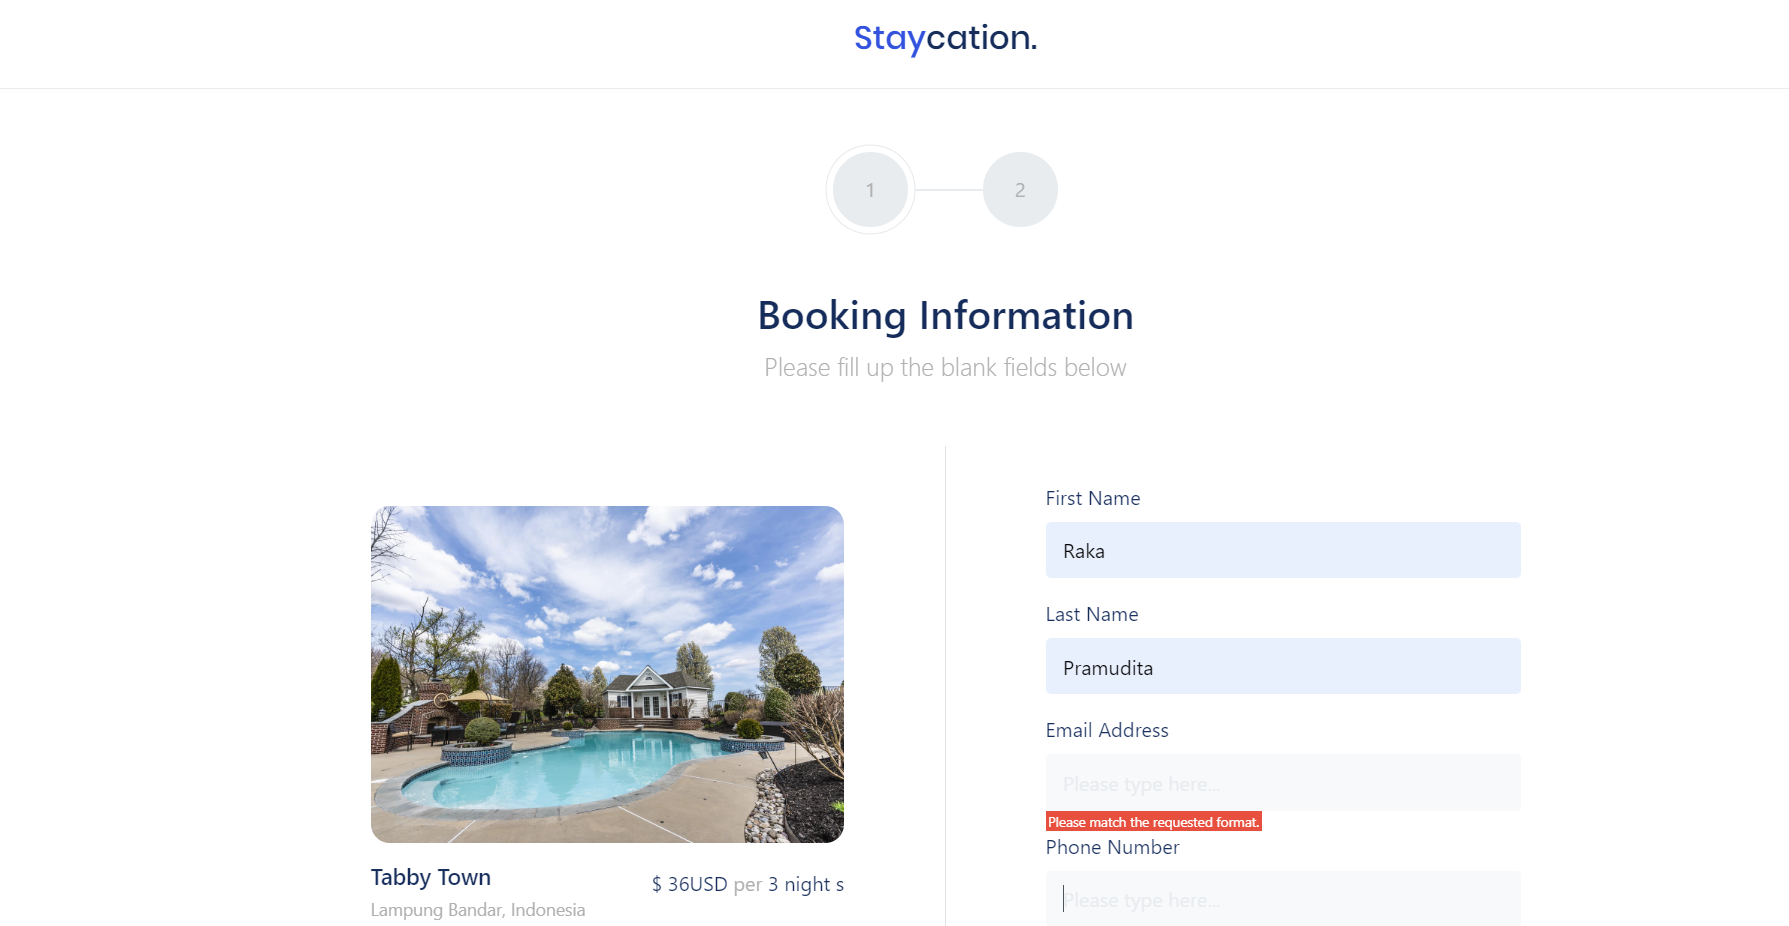 Staycation.
1
2
Booking Information
Please fill up the blank fields below
Tabby Town
Lampung Bandar, Indonesia
$ 36USD per 3 night s
First Name
Raka
Last Name
Pramudita
Email Address
Please type here...
Please match the requested format.
Phone Number
Please type here...